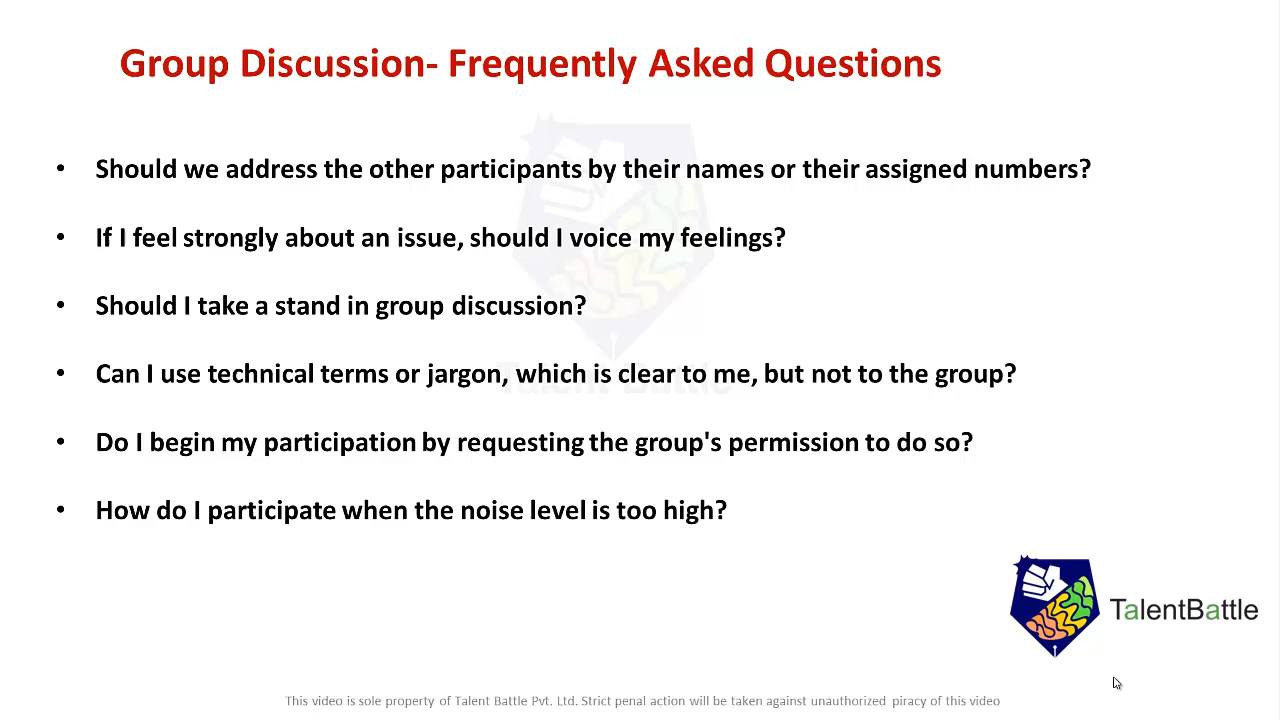 Group Discussion- Frequently Asked Questions
• Should we address the other participants by their names or their assigned numbers?
• If I feel strongly about an issue, should I voice my feelings?
• Should I take a stand in group discussion?
• Can I use technical terms or jargon, which is clear to me, but not to the group?
Talent Battle
• Do I begin my participation by requesting the group's permission to do so?
• How do I participate when the noise level is too high?
TalentBattle
This video is sole property of Talent Battle Pvt. Ltd. Strict penal action will be taken against unauthorized piracy of this video